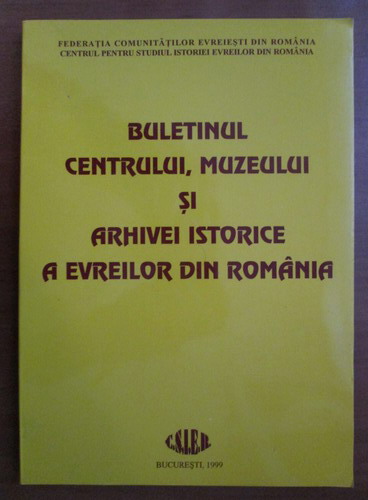 FEDERAȚIA COMUNITĂȚILOR EVREIEȘTI DIN ROMÂNIA
CENTRUL PENTRU STUDIUL ISTORIEI EVREILOR DIN ROMÂNIA
BULETINUL
CENTRULUI, MUZEULUI
ȘI
ARHIVEI ISTORICE
A EVREILOR DIN ROMÂNIA
C.S.I.E.R.
BUCUREȘTI, 1999